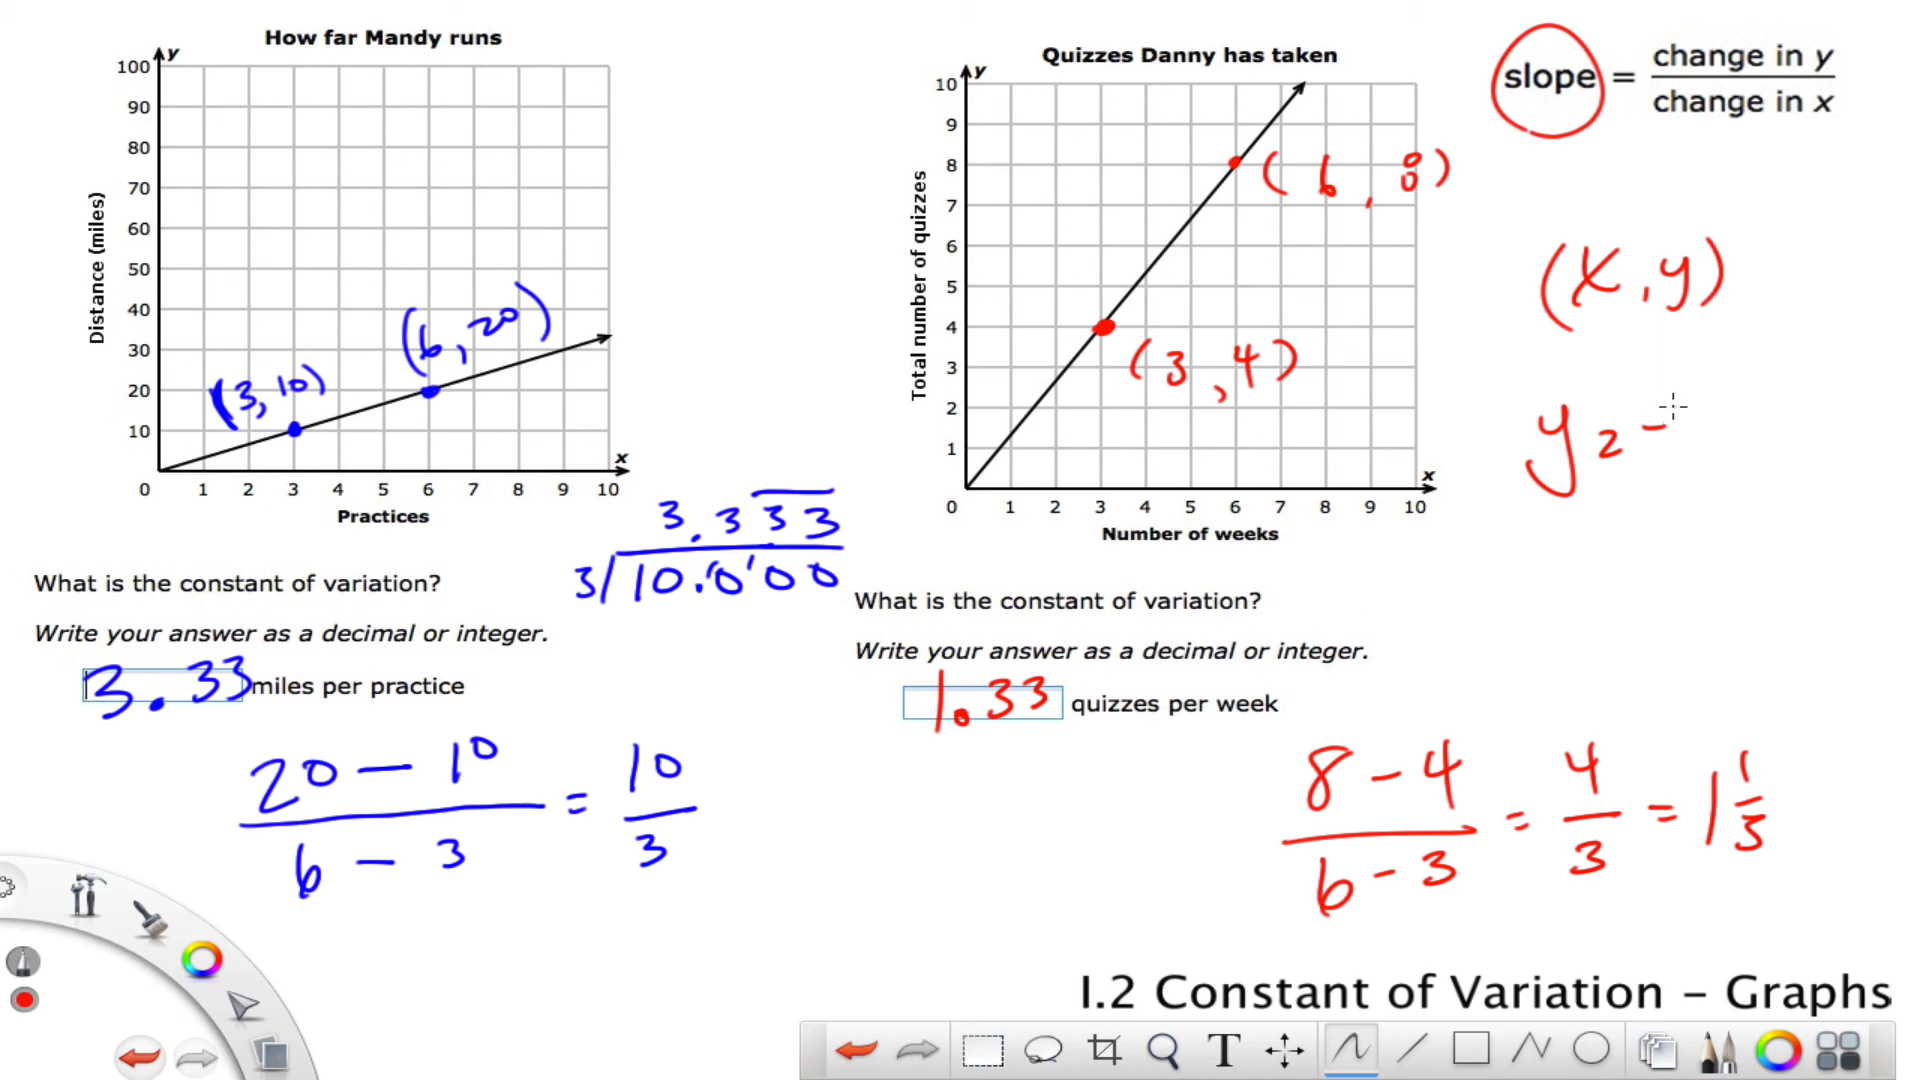 How far Mandy runs
y
100
90
80
70
60
50
40
30
20
10
Distance (miles)
(3, 10)
(6, 20)
x
0 1 2 3 4 5 6 7 8 9 10
Practices
3.333
3 10.000
What is the constant of variation?
Write your answer as a decimal or integer.
3.33 miles per practice
20 - 10 = 10
6 - 3 3
Quizzes Danny has taken
y
10
9
8
7
6
5
4
3
2
1
Total number of quizzes
(6, 8)
(3, 4)
x
0 1 2 3 4 5 6 7 8 9 10
Number of weeks
What is the constant of variation?
Write your answer as a decimal or integer.
1.33 quizzes per week
8 - 4 = 4 = 1 1
6 - 3 3 3
slope = change in y
change in x
(x, y)
y2 -
I.2 Constant of Variation – Graphs
T